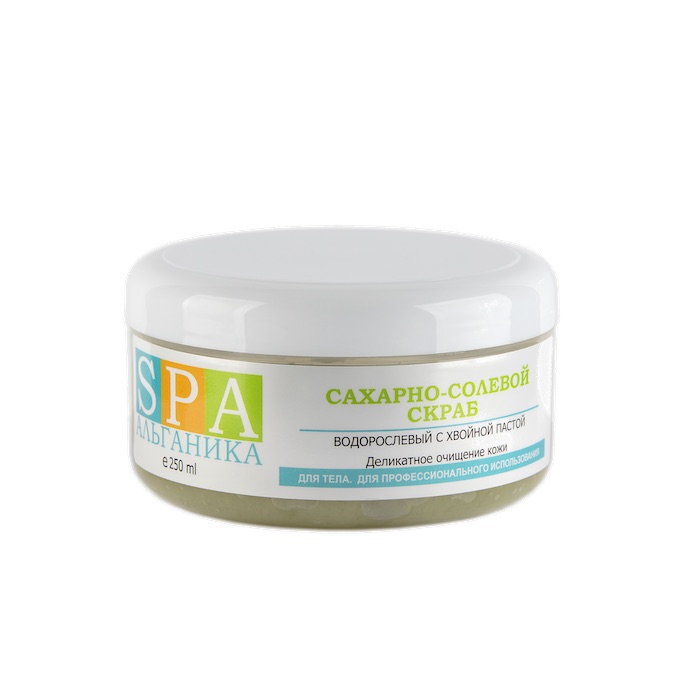 SPA
АЛЬГАНИКА
e 250 ml
САХАРНО-СОЛЕВОЙ
СКРАБ
ВОДОРОСЛЕВЫЙ С ХВОЙНОЙ ПАСТОЙ
Деликатное очищение кожи
ДЛЯ ТЕЛА. ДЛЯ ПРОФЕССИОНАЛЬНОГО ИСПОЛЬЗОВАНИЯ